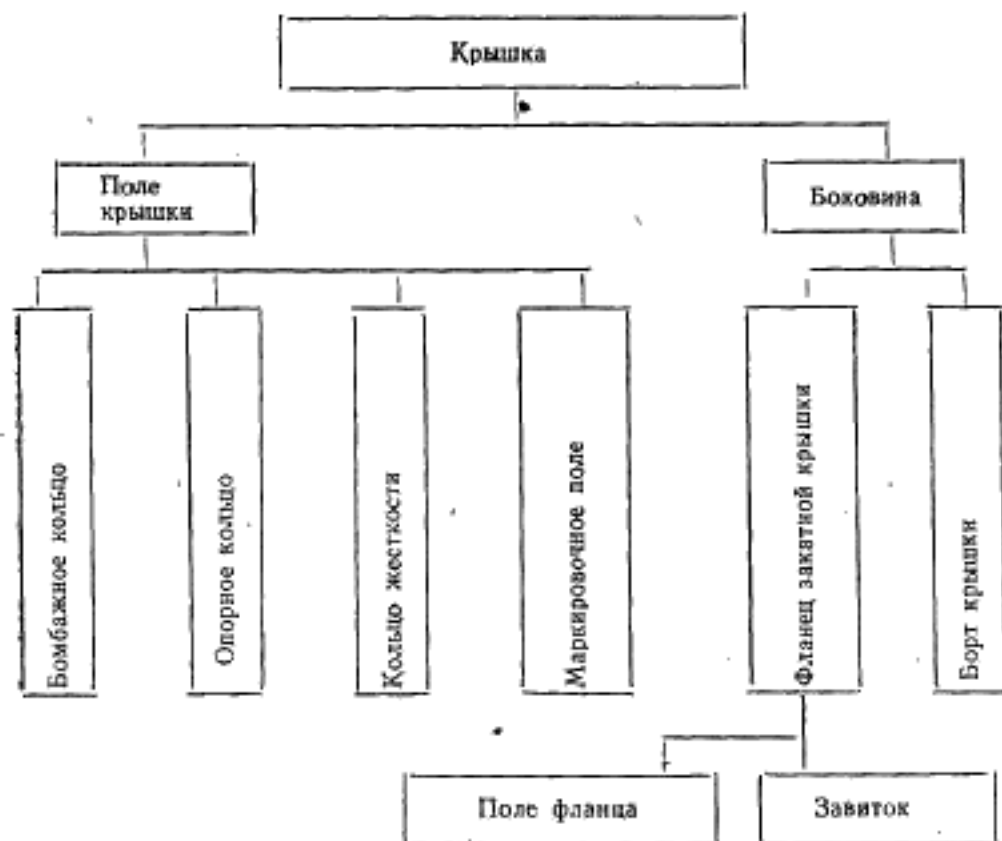 Крышка
Поле
крышки
Боковина
Бомбажное кольцо
Опорное кольцо
Кольцо жесткости
Маркировочное поле
Фланец закатной крышки
Борт крышки
Поле фланца
Завиток